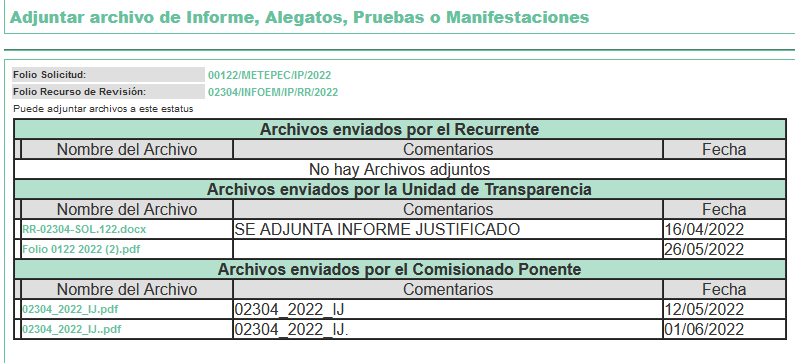 Adjuntar archivo de Informe, Alegatos, Pruebas o Manifestaciones
Folio Solicitud: 00122/METEPEC/IP/2022
Folio Recurso de Revisión: 02304/INFOEM/IP/RR/2022
Puede adjuntar archivos a este estatus
Archivos enviados por el Recurrente
Nombre del Archivo Comentarios Fecha
No hay Archivos adjuntos
Archivos enviados por la Unidad de Transparencia
Nombre del Archivo Comentarios Fecha
RR-02304-SOL.122.docx SE ADJUNTA INFORME JUSTIFICADO 16/04/2022
Folio 0122 2022 (2).pdf 26/05/2022
Archivos enviados por el Comisionado Ponente
Nombre del Archivo Comentarios Fecha
02304_2022_IJ.pdf 02304_2022_IJ 12/05/2022
02304_2022_IJ..pdf 02304_2022_IJ. 01/06/2022